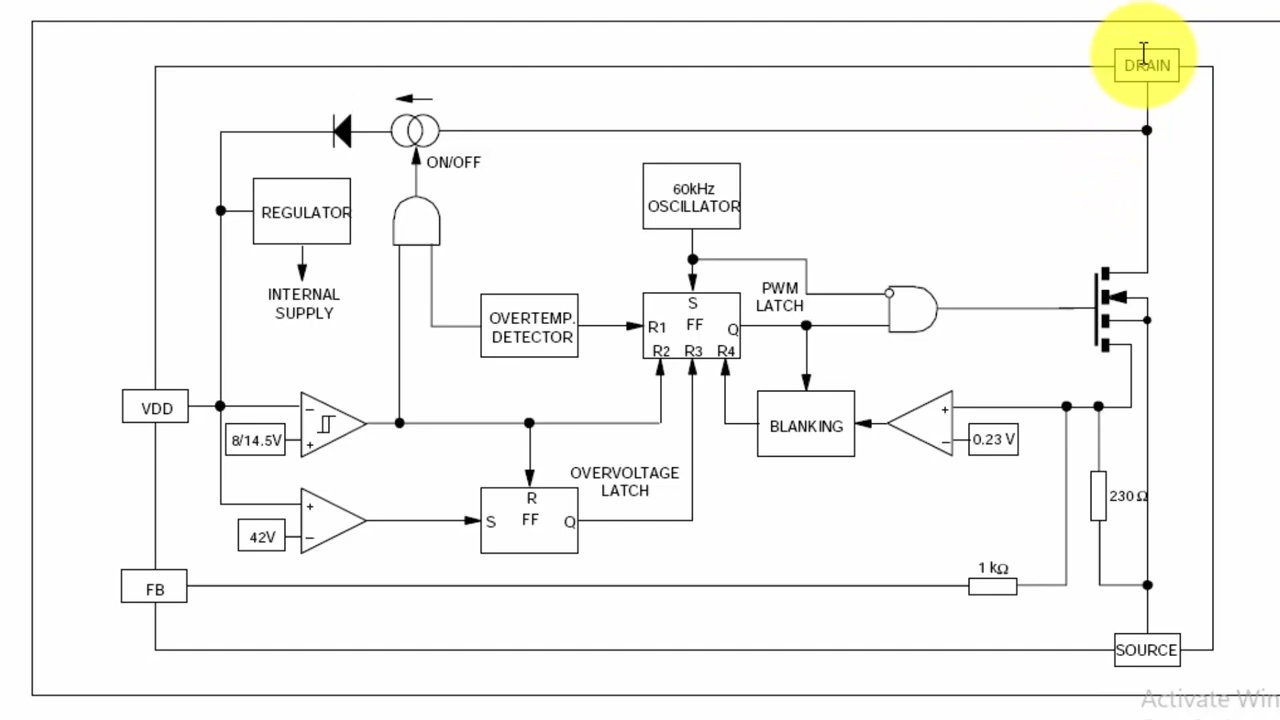 DRAIN
ON/OFF
REGULATOR
60kHz
OSCILLATOR
INTERNAL
SUPPLY
OVERTEMP.
DETECTOR
S
R1
FF
Q
R2
R3
R4
PWM
LATCH
VDD
8/14.5V
-
+
BLANKING
+
-
0.23 V
OVERVOLTAGE
LATCH
R
S
FF
Q
42V
+
-
230 Ω
FB
1 kΩ
SOURCE
Activate Win